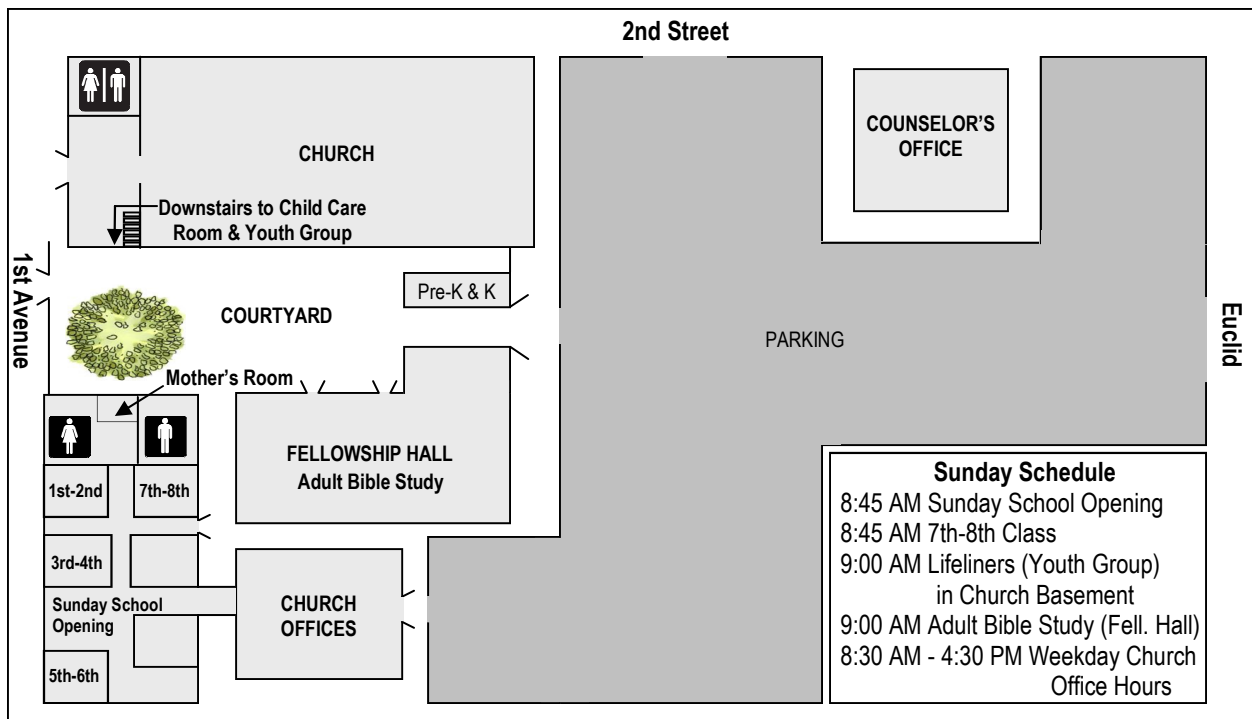 2nd Street
COUNSELOR'S
OFFICE
CHURCH
Downstairs to Child Care
Room & Youth Group
1st Avenue
Pre-K & K
COURTYARD
PARKING
Euclid
Mother's Room
FELLOWSHIP HALL
Adult Bible Study
1st-2nd
7th-8th
3rd-4th
Sunday School
Opening
5th-6th
CHURCH
OFFICES
Sunday Schedule
8:45 AM Sunday School Opening
8:45 AM 7th-8th Class
9:00 AM Lifeliners (Youth Group)
in Church Basement
9:00 AM Adult Bible Study (Fell. Hall)
8:30 AM - 4:30 PM Weekday Church
Office Hours